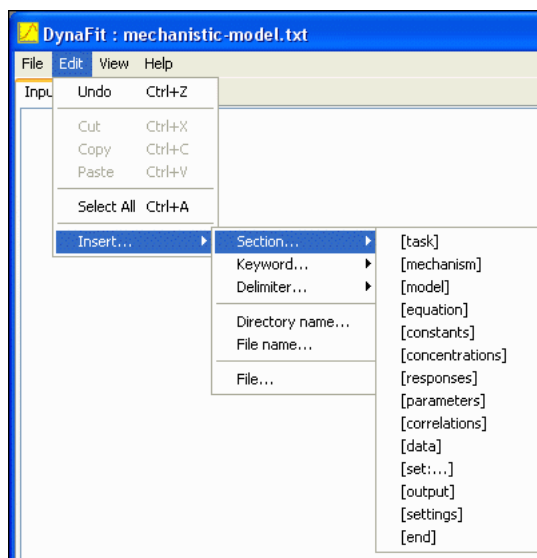 DynaFit : mechanistic-model.txt
File Edit View Help
Inpu
Undo Ctrl+Z
Cut Ctrl+X
Copy Ctrl+C
Paste Ctrl+V
Select All Ctrl+A
Insert...
Section...
Keyword...
Delimiter...
Directory name...
File name...
File...
[task]
[mechanism]
[model]
[equation]
[constants]
[concentrations]
[responses]
[parameters]
[correlations]
[data]
[set:...]
[output]
[settings]
[end]